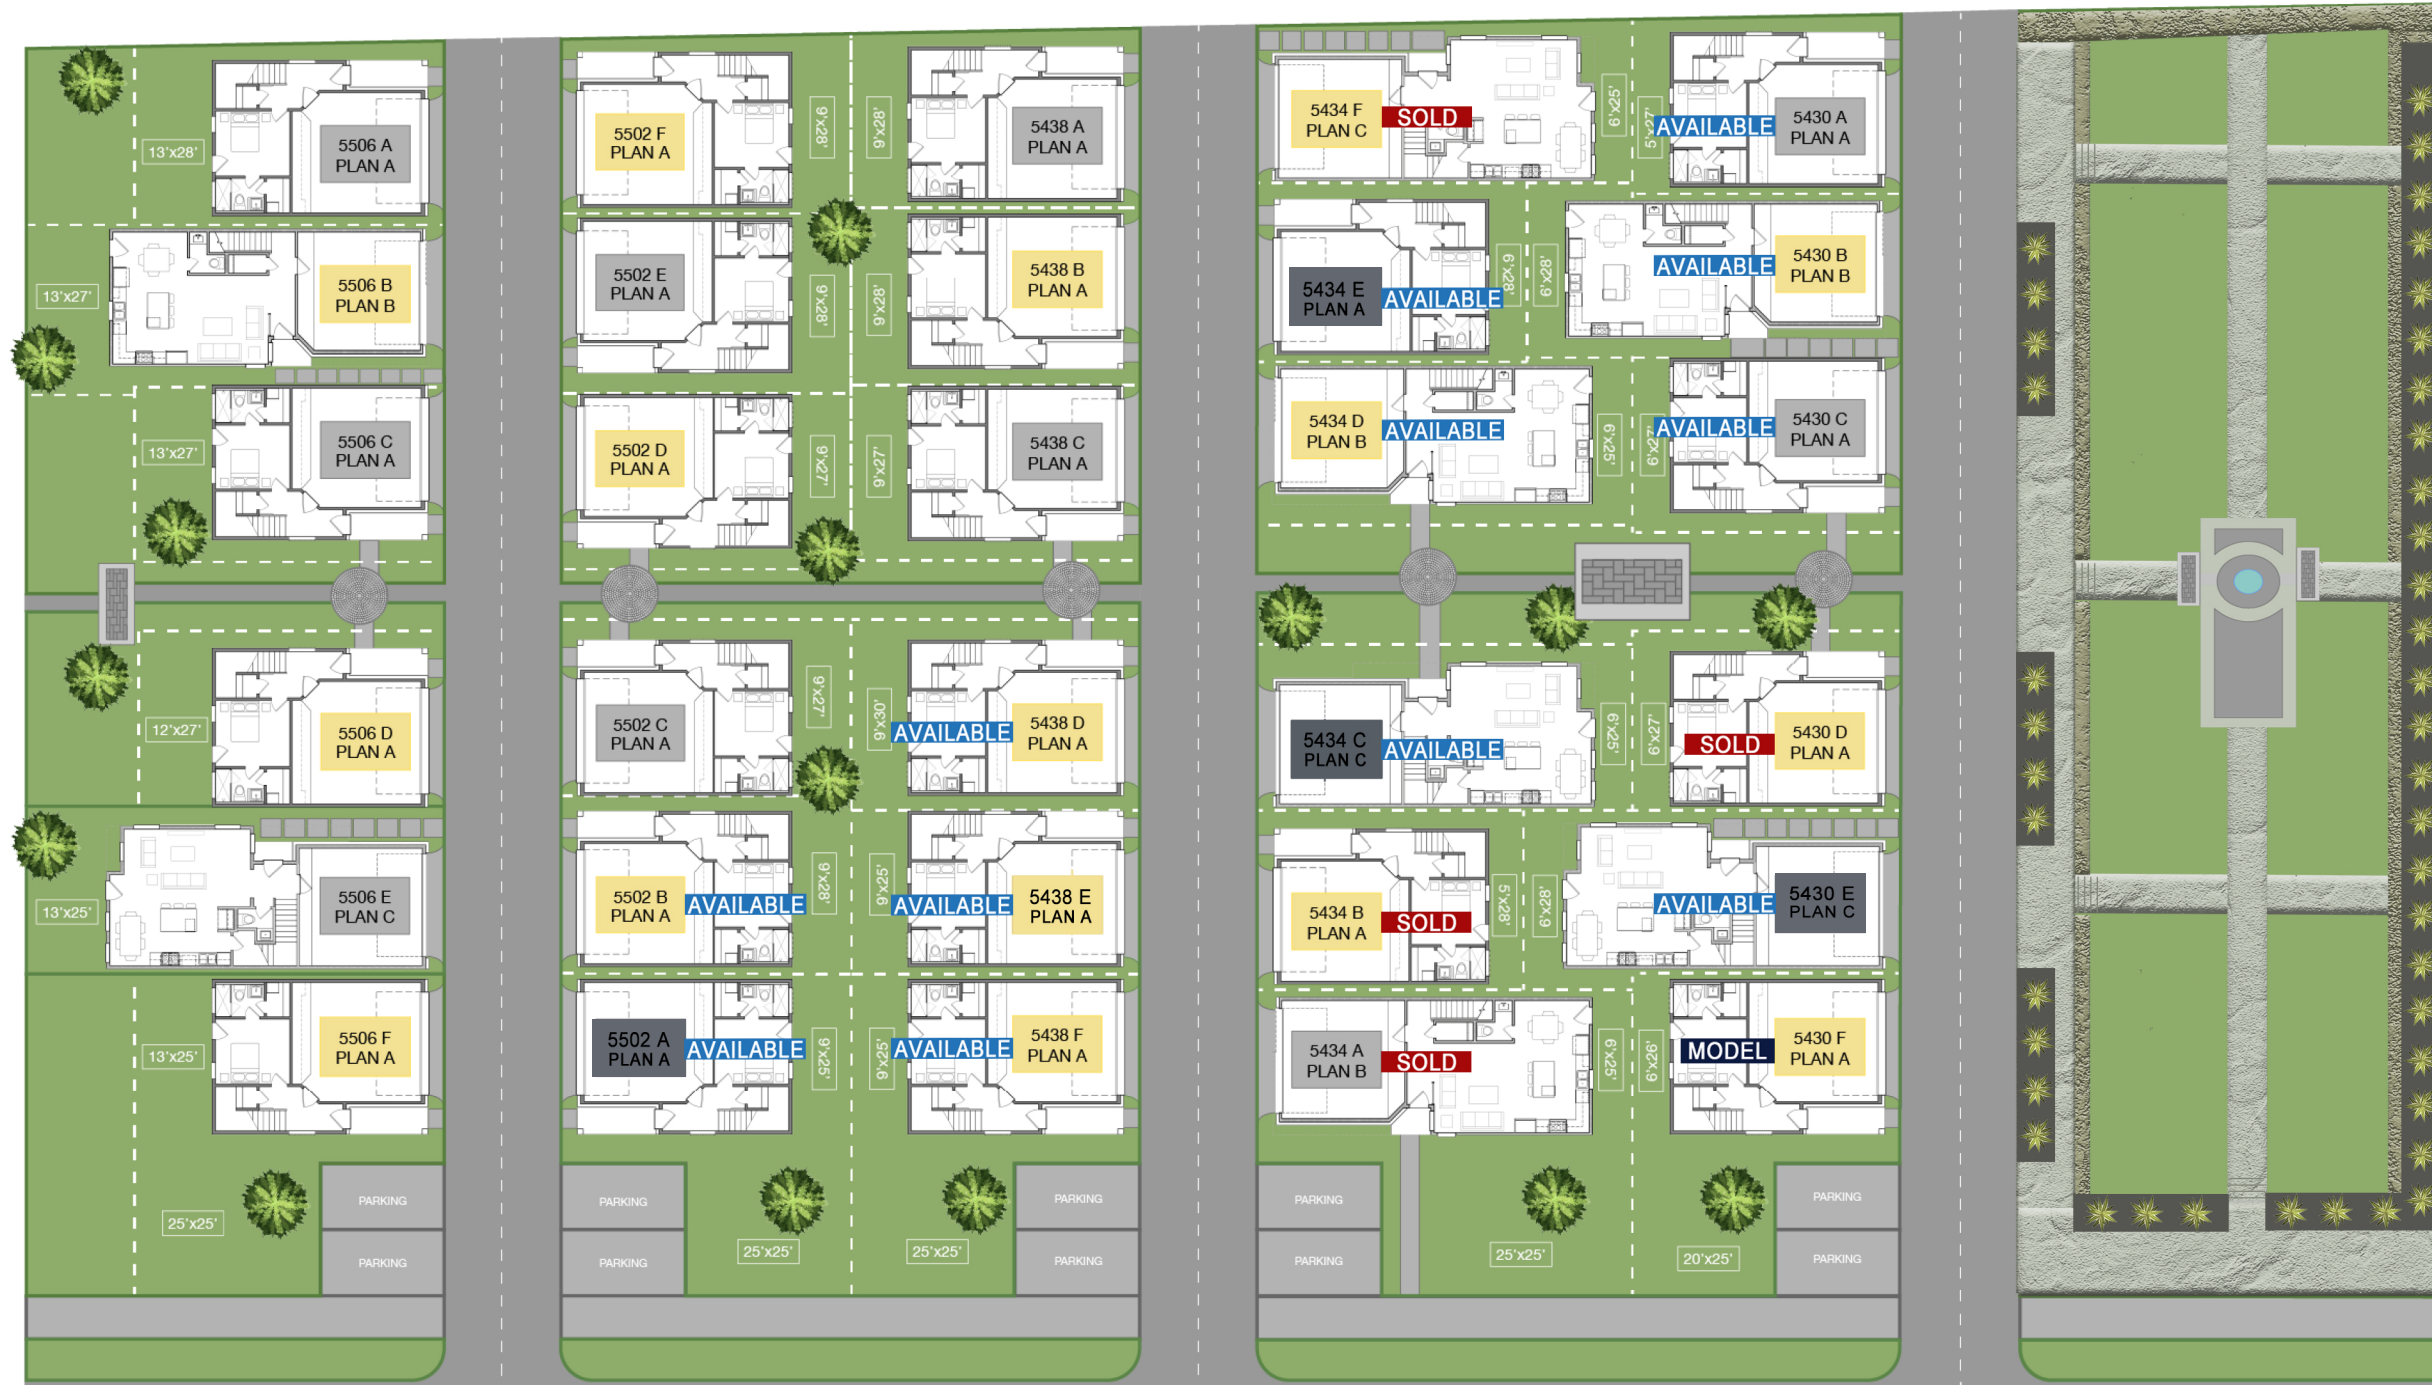 5506 A
PLAN A
13'x28'
5506 B
PLAN B
13'x27'
5506 C
PLAN A
13'x27'
5506 D
PLAN A
12'x27'
5506 E
PLAN C
13'x25'
5506 F
PLAN A
13'x25'
25'x25'
PARKING
PARKING
5502 F
PLAN A
9'x28'
5502 E
PLAN A
9'x28'
5502 D
PLAN A
9'x27'
5502 C
PLAN A
9'x27'
5502 B
PLAN A
AVAILABLE
9'x28'
5502 A
PLAN A
AVAILABLE
9'x25'
PARKING
PARKING
25'x25'
9'x28'
5438 A
PLAN A
9'x28'
5438 B
PLAN A
9'x27'
5438 C
PLAN A
9'x30'
AVAILABLE
5438 D
PLAN A
9'x25'
AVAILABLE
5438 E
PLAN A
9'x25'
AVAILABLE
5438 F
PLAN A
25'x25'
PARKING
PARKING
5434 F
PLAN C
SOLD
6'x25'
5434 E
PLAN A
AVAILABLE
6'x28'
5434 D
PLAN B
AVAILABLE
6'x25'
5434 C
PLAN C
AVAILABLE
6'x25'
5434 B
PLAN A
SOLD
5'x28'
5434 A
PLAN B
SOLD
6'x25'
PARKING
PARKING
25'x25'
5'x27'
AVAILABLE
5430 A
PLAN A
6'x28'
AVAILABLE
5430 B
PLAN B
6'x27'
AVAILABLE
5430 C
PLAN A
6'x27'
SOLD
5430 D
PLAN A
6'x28'
AVAILABLE
5430 E
PLAN C
6'x26'
MODEL
5430 F
PLAN A
20'x25'
PARKING
PARKING